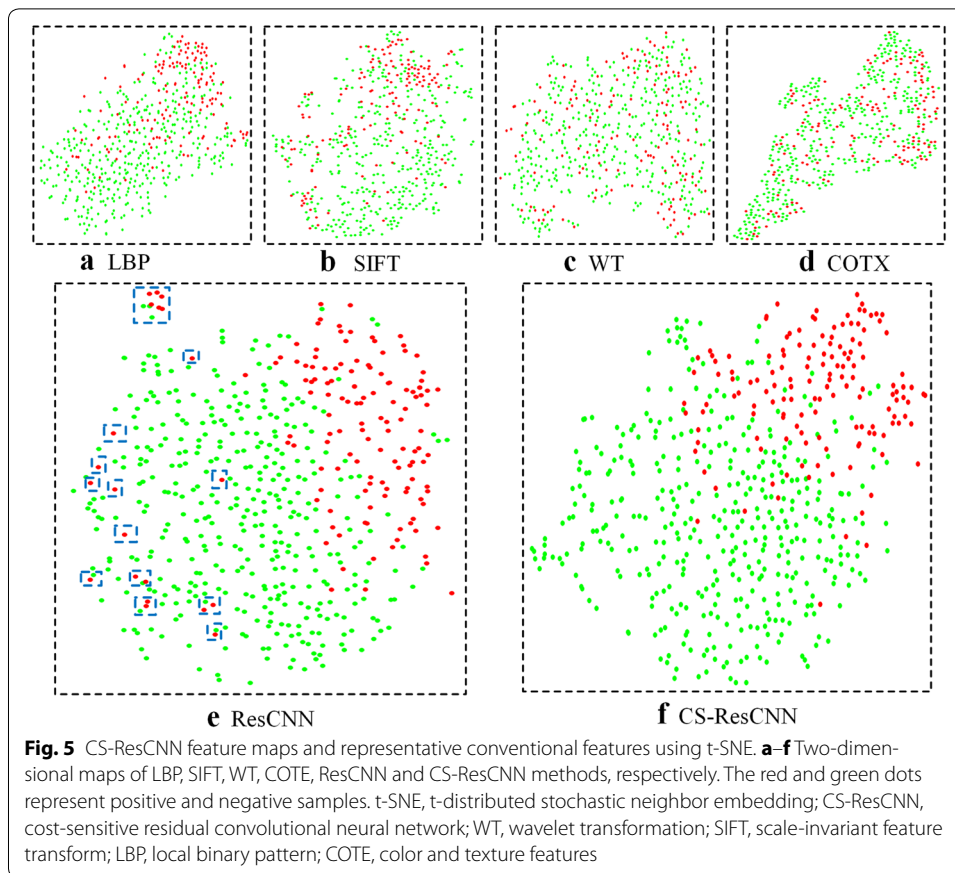 a LBP
b SIFT
c WT
d COTX
e ResCNN
f CS-ResCNN
Fig. 5 CS-ResCNN feature maps and representative conventional features using t-SNE. a–f Two-dimen-
sional maps of LBP, SIFT, WT, COTE, ResCNN and CS-ResCNN methods, respectively. The red and green dots
represent positive and negative samples. t-SNE, t-distributed stochastic neighbor embedding; CS-ResCNN,
cost-sensitive residual convolutional neural network; WT, wavelet transformation; SIFT, scale-invariant feature
transform; LBP, local binary pattern; COTE, color and texture features